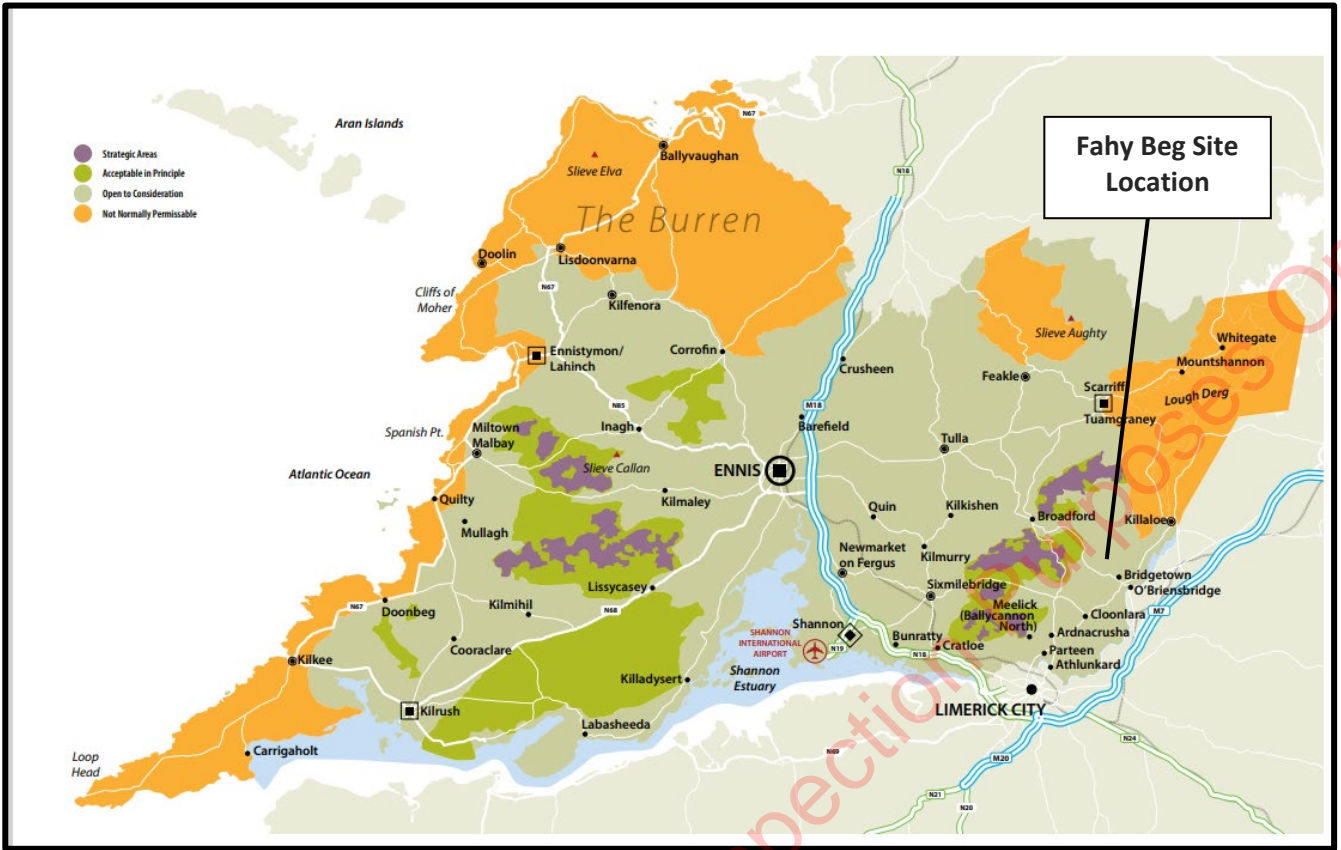 Aran Islands
Strategic Areas
Acceptable in Principle
Open to Consideration
Not Normally Permissable
N67
N18
Fahy Beg Site
Location
Ballyvaughan
Slieve Elva
The Burren
Doolin
Lisdoonvarna
Cliffs of
Moher
N67
Kilfenora
Slieve Aughty
Whitegate
Mountshannon
Ennistymon/
Lahinch
Corrofin
Crusheen
Feakle
Scarriff
Lough Derg
Tuamgraney
N85
M18
Barefield
Spanish Pt.
Miltown
Malbay
Inagh
Tulla
Atlantic Ocean
Slieve Callan
ENNIS
Quilty
Kilmaley
Quin
Kilkishen
Broadford
Killaloe
Mullagh
Newmarket
on Fergus
Kilmurry
Bridgetown
O'Briensbridge
Lissycasey
Sixmilebridge
M7
N67
Doonbeg
Kilmihil
N68
Meelick
(Ballycannon
North)
Cloonlara
Shannon
Ardnacrusha
SHANNON
INTERNATIONAL
AIRPORT
N19
Bunratty
N18
Cratloe
Parteen
Athlunkard
Cooraclare
Kilkee
Killadysert
Shannon
Estuary
LIMERICK CITY
Kilrush
Labasheeda
N24
Loop
Head
Carrigaholt
N69
M20
N21
N20
pection Purposes On